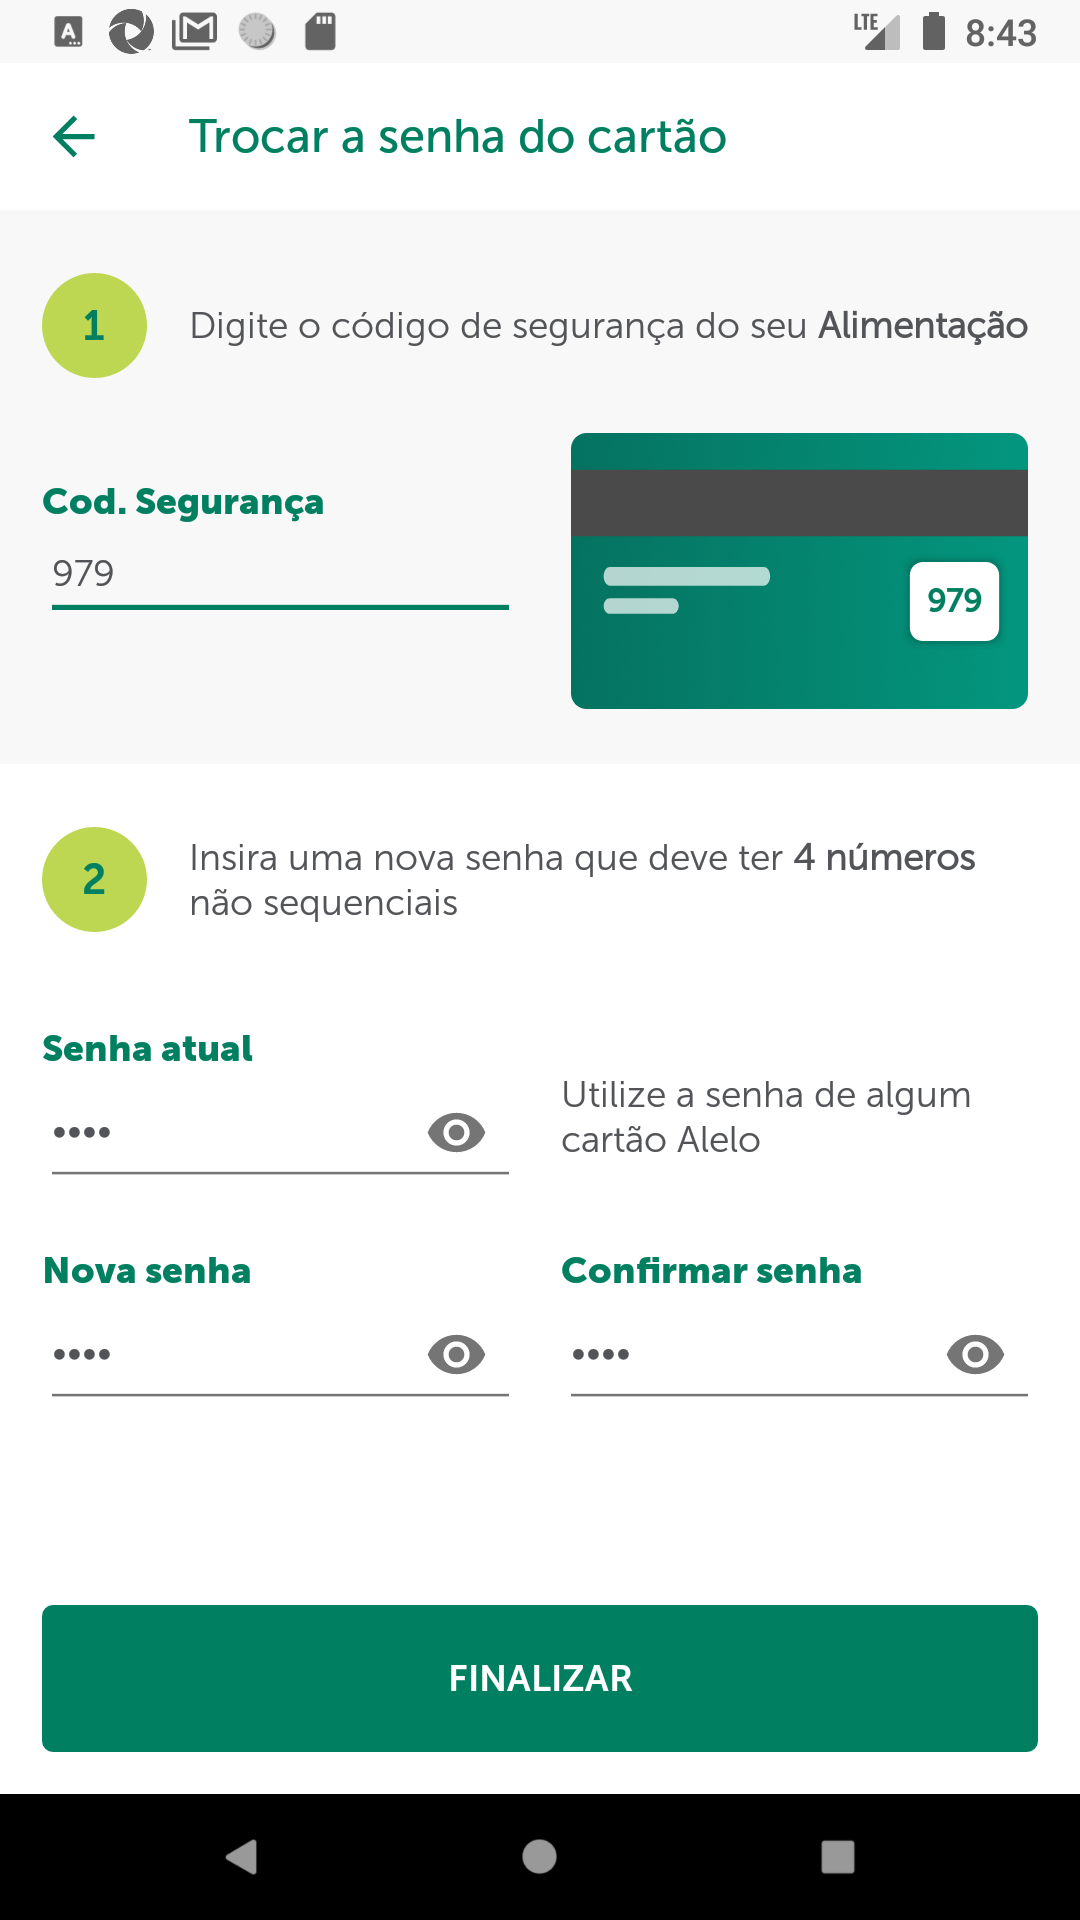 LTE 8:43
Trocar a senha do cartão
1
Digite o código de segurança do seu Alimentação
Cod. Segurança
979
979
2
Insira uma nova senha que deve ter 4 números
não sequenciais
Senha atual
••••
Utilize a senha de algum
cartão Alelo
Nova senha
••••
Confirmar senha
••••
FINALIZAR